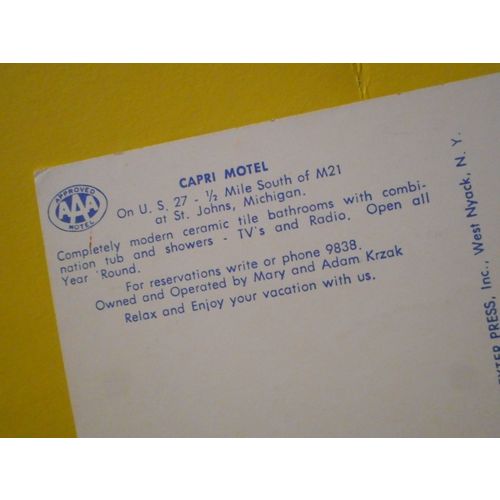 APPROVED
AAA
MOTEL
CAPRI MOTEL
On U. S. 27 - ½ Mile South of M21
at St. Johns, Michigan.
Completely modern ceramic tile bathrooms with combi-
nation tub and showers - TV's and Radio. Open all
Year 'Round.
For reservations write or phone 9838.
Owned and Operated by Mary and Adam Krzak
Relax and Enjoy your vacation with us.
PRESS, Inc., West Nyack, N. Y.